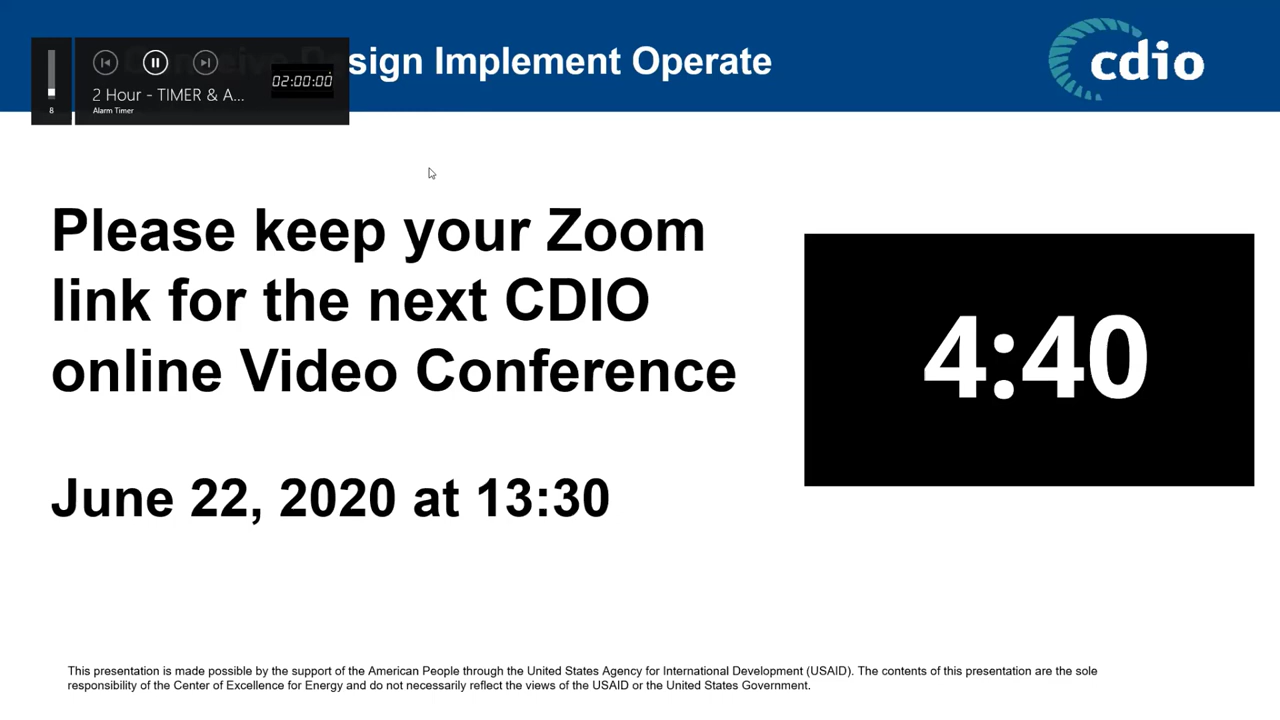 sign Implement Operate
cdio
2 Hour - TIMER & A...
Alarm Timer
02:00:00
8
Please keep your Zoom
link for the next CDIO
online Video Conference
4:40
June 22, 2020 at 13:30
This presentation is made possible by the support of the American People through the United States Agency for International Development (USAID). The contents of this presentation are the sole
responsibility of the Center of Excellence for Energy and do not necessarily reflect the views of the USAID or the United States Government.